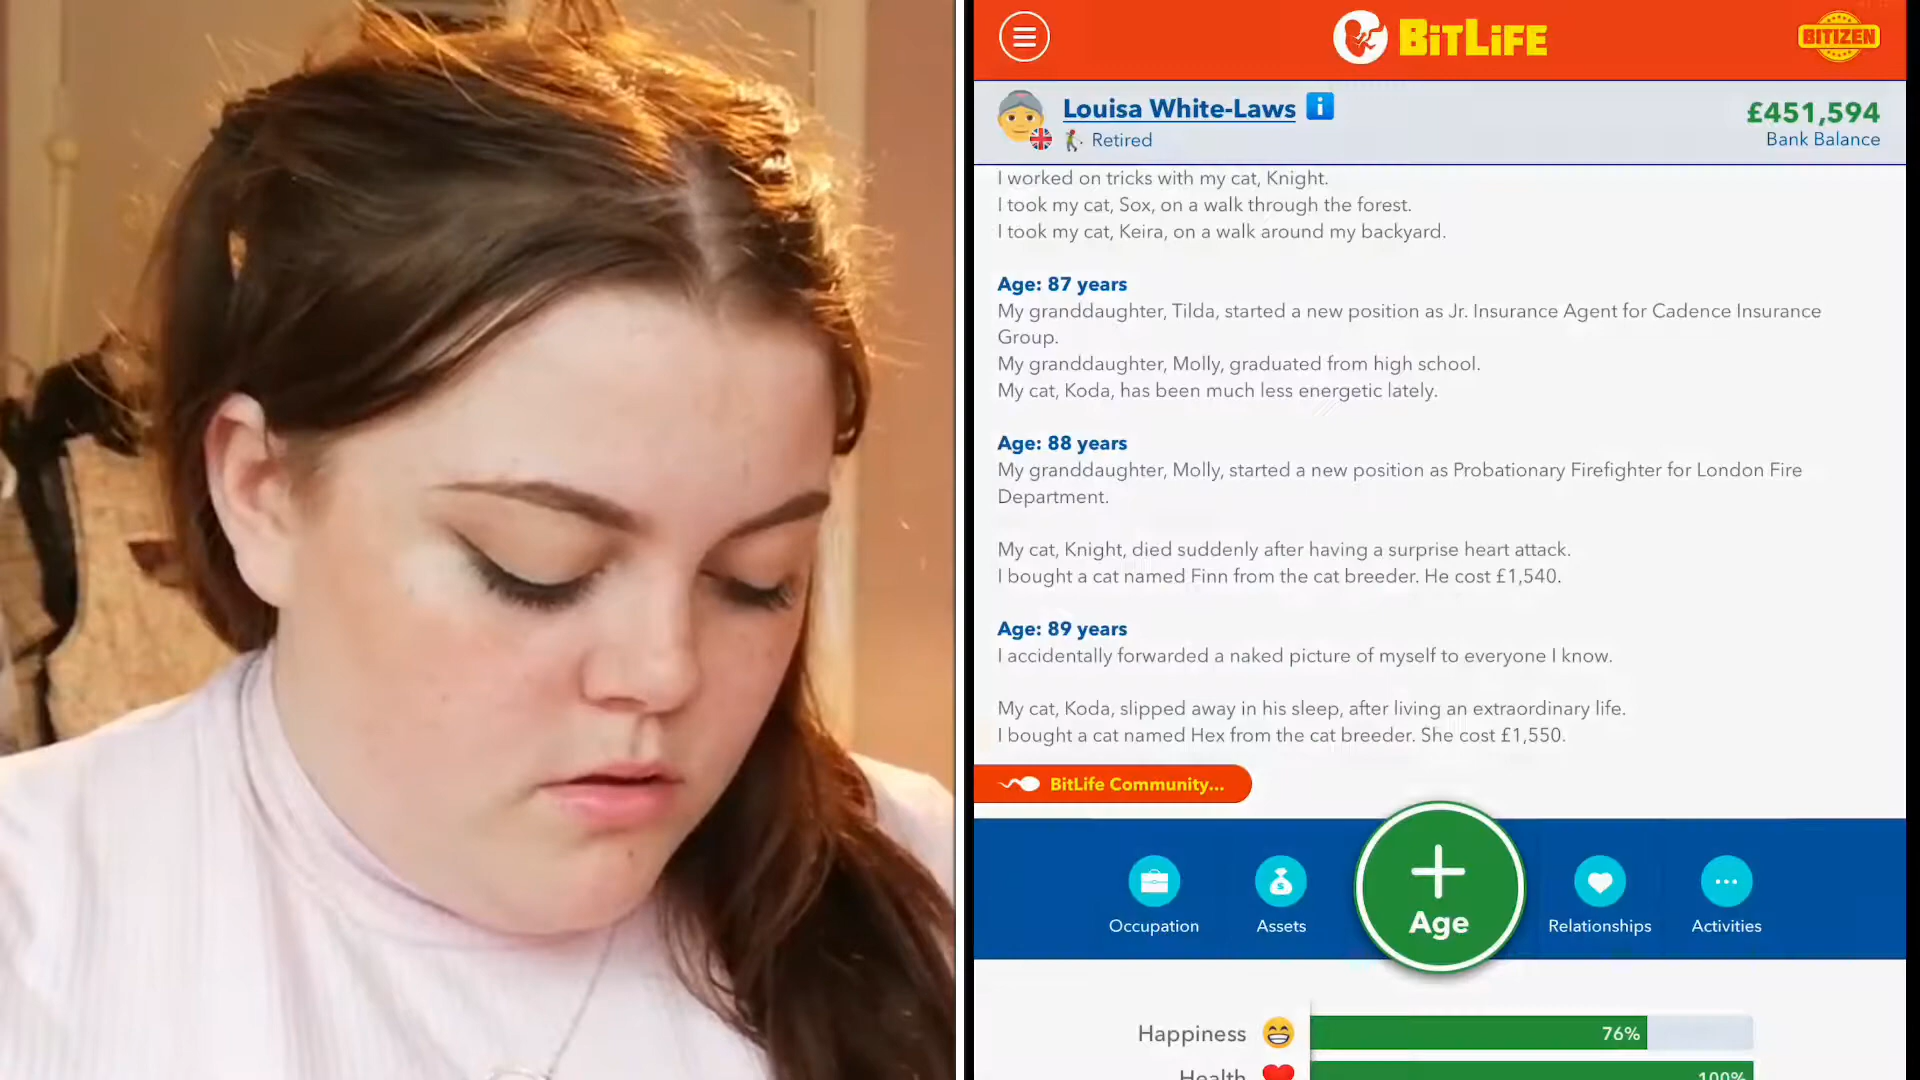 BITLIFE
BITIZEN
Louisa White-Laws i
£451,594
Retired
Bank Balance
I worked on tricks with my cat, Knight.
I took my cat, Sox, on a walk through the forest.
I took my cat, Keira, on a walk around my backyard.
Age: 87 years
My granddaughter, Tilda, started a new position as Jr. Insurance Agent for Cadence Insurance
Group.
My granddaughter, Molly, graduated from high school.
My cat, Koda, has been much less energetic lately.
Age: 88 years
My granddaughter, Molly, started a new position as Probationary Firefighter for London Fire
Department.
My cat, Knight, died suddenly after having a surprise heart attack.
I bought a cat named Finn from the cat breeder. He cost £1,540.
Age: 89 years
I accidentally forwarded a naked picture of myself to everyone I know.
My cat, Koda, slipped away in his sleep, after living an extraordinary life.
I bought a cat named Hex from the cat breeder. She cost £1,550.
BitLife Community...
Occupation
Assets
Age
Relationships
Activities
Happiness
76%
Health
100%